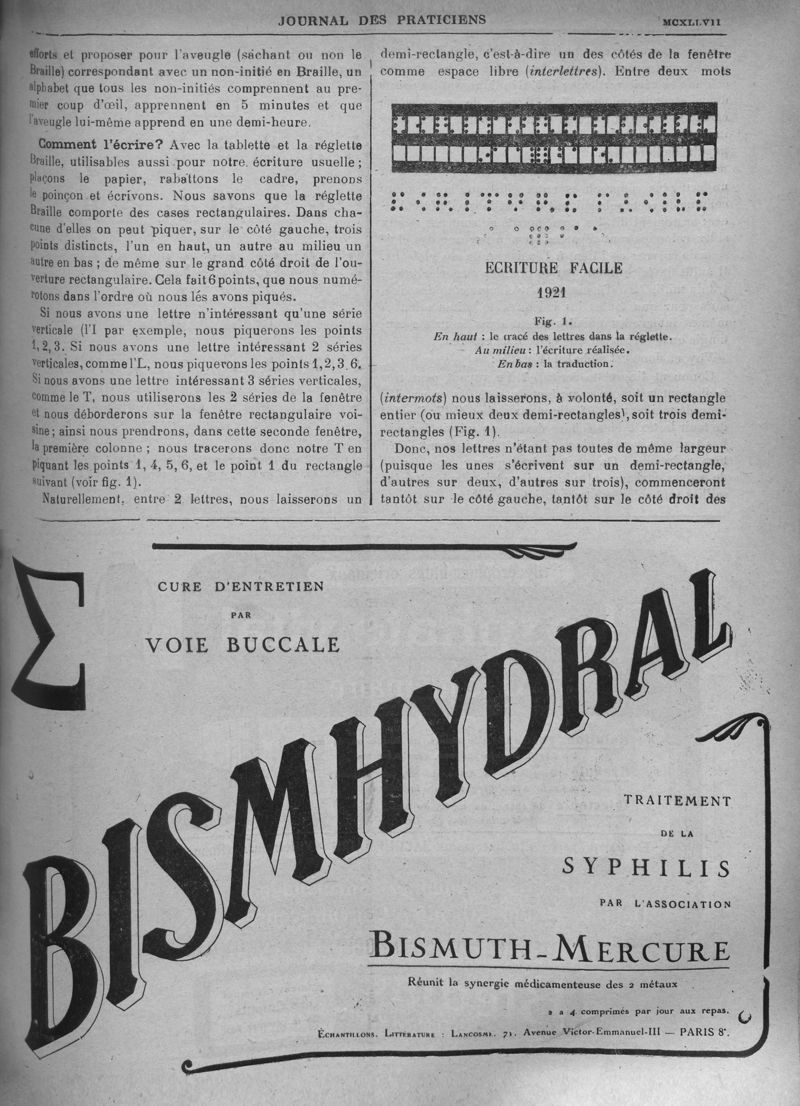 JOURNAL DES PRATICIENS
MCXLLVII
efforts et proposer pour l'aveugle (sachant ou non le
Braille) correspondant avec un non-initié en Braille, un
alphabet que tous les non-initiés comprennent au pre-
mier coup d'œil, apprennent en 5 minutes et que
l'aveugle lui-même apprend en une demi-heure.
Comment l'écrire? Avec la tablette et la réglette
Braille, utilisables aussi pour notre écriture usuelle ;
plaçons le papier, rabattons le cadre, prenons
le poinçon et écrivons. Nous savons que la réglette
Braille comporte des cases rectangulaires. Dans cha-
cune d'elles on peut piquer, sur le côté gauche, trois
points distincts, l'un en haut, un autre au milieu un
autre en bas ; de même sur le grand côté droit de l'ou-
verture rectangulaire. Cela fait 6 points, que nous numé-
rotons dans l'ordre où nous lés avons piqués.
Si nous avons une lettre n'intéressant qu'une série
verticale (l'I par exemple, nous piquerons les points
1, 2, 3. Si nous avons une lettre intéressant 2 séries
verticales, comme l'L, nous piquerons les points 1, 2, 3, 6.
Si nous avons une lettre intéressant 3 séries verticales,
comme le T, nous utiliserons les 2 séries de la fenêtre
et nous déborderons sur la fenêtre rectangulaire voi-
sine ; ainsi nous prendrons, dans cette seconde fenêtre,
la première colonne ; nous tracerons donc notre T en
piquant les points 1, 4, 5, 6, et le point 1 du rectangle
suivant (voir fig. 1).
Naturellement, entre 2 lettres, nous laisserons un
demi-rectangle, c'est-à-dire un des côtés de la fenêtre
comme espace libre (interlettres). Entre deux mots
ECRITURE FACILE
1921
Fig. 1.
En haut : le tracé des lettres dans la réglette.
Au milieu : l'écriture réalisée.
En bas : la traduction.
(intermots) nous laisserons, à volonté, soit un rectangle
entier (ou mieux deux demi-rectangles), soit trois demi-
rectangles (Fig. 1).
Donc, nos lettres n'étant pas toutes de même largeur
(puisque les unes s'écrivent sur un demi-rectangle,
d'autres sur deux, d'autres sur trois), commenceront
tantôt sur le côté gauche, tantôt sur le côté droit des
Σ
CURE D'ENTRETIEN
PAR
VOIE BUCCALE
BISMHYDRAL
TRAITEMENT
DE LA
SYPHILIS
PAR L'ASSOCIATION
BISMUTH-MERCURE
Réunit la synergie médicamenteuse des 2 métaux
2 a 4 comprimés par jour aux repas.
ÉCHANTILLONS. LITTÉRATURE : LANCOSME. 71. Avenue Victor-Emmanuel-III — PARIS 8e.